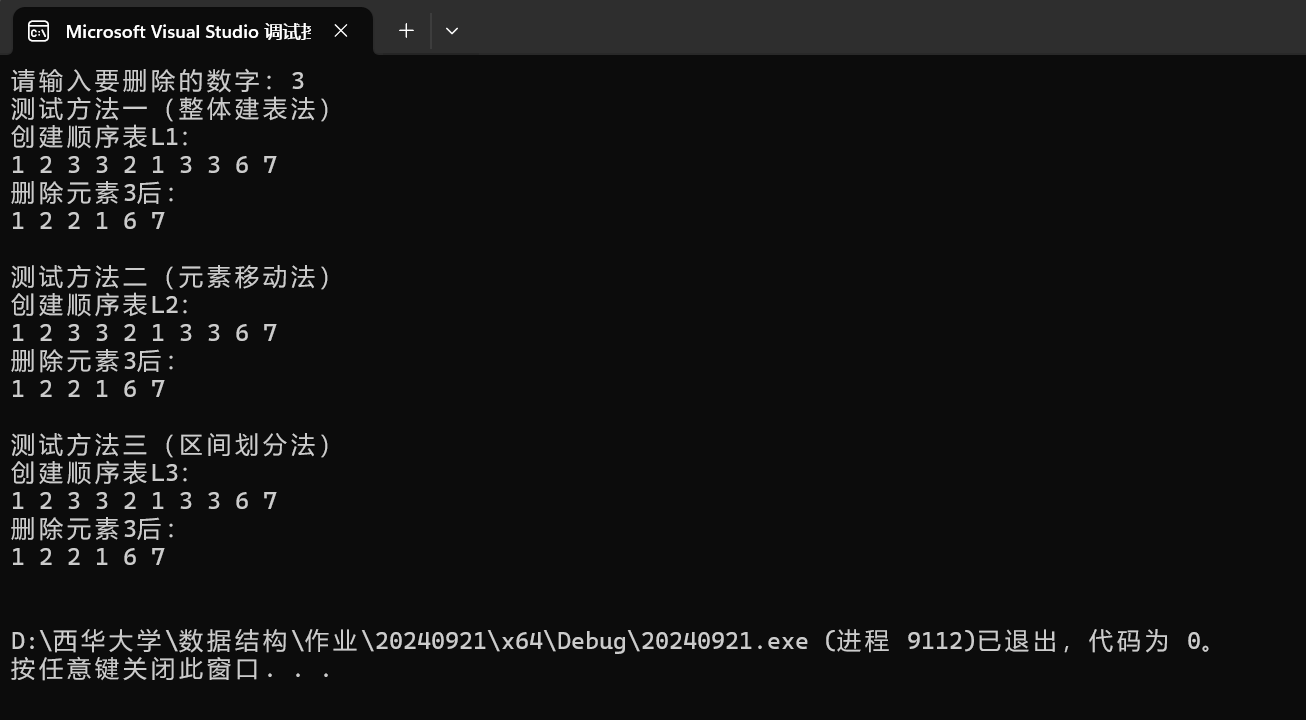 Microsoft Visual Studio 调试
请输入要删除的数字: 3
测试方法一 (整体建表法)
创建顺序表L1:
1 2 3 3 2 1 3 3 6 7
删除元素3后:
1 2 2 1 6 7
测试方法二 (元素移动法)
创建顺序表L2:
1 2 3 3 2 1 3 3 6 7
删除元素3后:
1 2 2 1 6 7
测试方法三 (区间划分法)
创建顺序表L3:
1 2 3 3 2 1 3 3 6 7
删除元素3后:
1 2 2 1 6 7
D:\西华大学\数据结构\作业\20240921\x64\Debug\20240921.exe (进程 9112)已退出,代码为 0。
按任意键关闭此窗口. . .